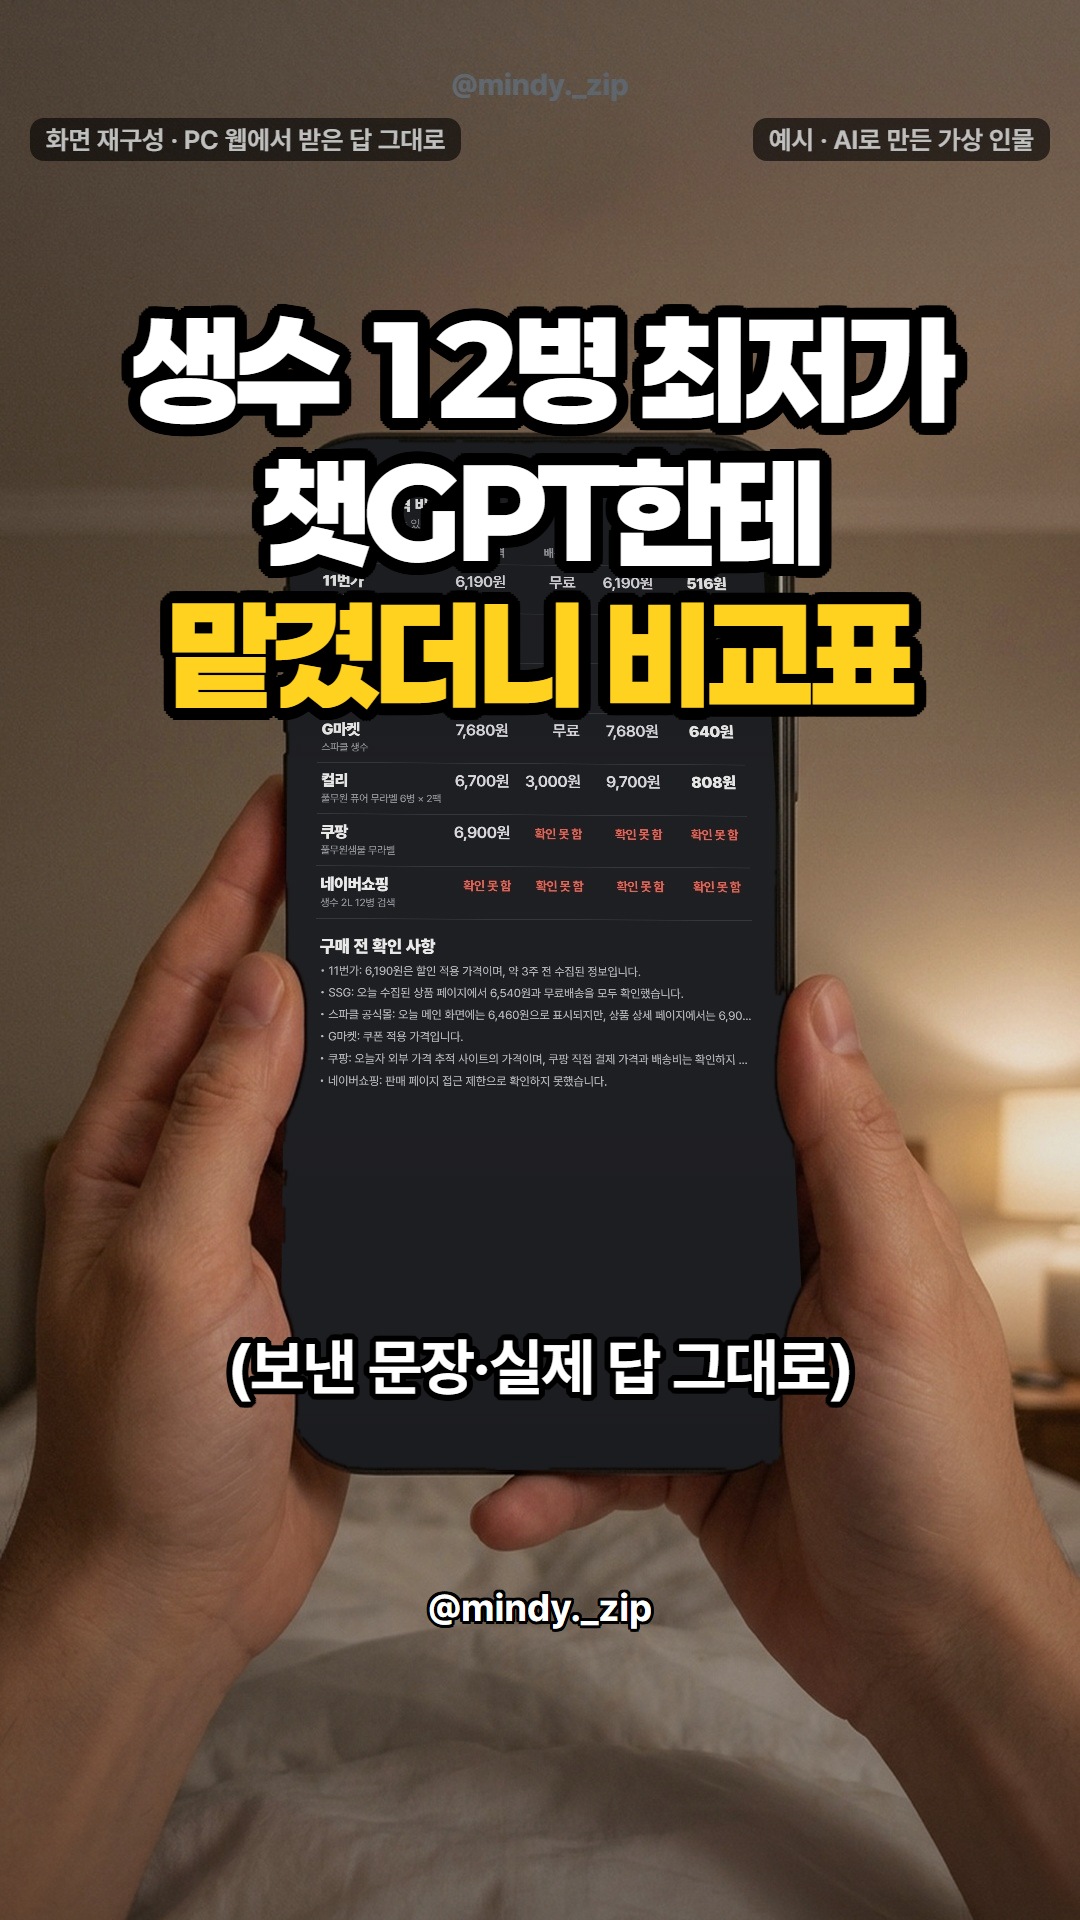 @mindy._zip
화면 재구성 · PC 웹에서 받은 답 그대로
예시 · AI로 만든 가상 인물
생수 12병 최저가
챗GPT한테
맡겼더니 비교표
11번가 6,190원 무료 6,190원 516원
G마켓 7,680원 무료 7,680원 640원
스파클 생수
컬리 6,700원 3,000원 9,700원 808원
풀무원 퓨어 무라벨 6병 × 2팩
쿠팡 6,900원 확인 못 함 확인 못 함 확인 못 함
풀무원샘물 무라벨
네이버쇼핑 확인 못 함 확인 못 함 확인 못 함 확인 못 함
생수 2L 12병 검색
구매 전 확인 사항
• 11번가: 6,190원은 할인 적용 가격이며, 약 3주 전 수집된 정보입니다.
• SSG: 오늘 수집된 상품 페이지에서 6,540원과 무료배송을 모두 확인했습니다.
• 스파클 공식몰: 오늘 메인 화면에는 6,460원으로 표시되지만, 상품 상세 페이지에서는 6,90...
• G마켓: 쿠폰 적용 가격입니다.
• 쿠팡: 오늘자 외부 가격 추적 사이트의 가격이며, 쿠팡 직접 결제 가격과 배송비는 확인하지 ...
• 네이버쇼핑: 판매 페이지 접근 제한으로 확인하지 못했습니다.
(보낸 문장·실제 답 그대로)
@mindy._zip